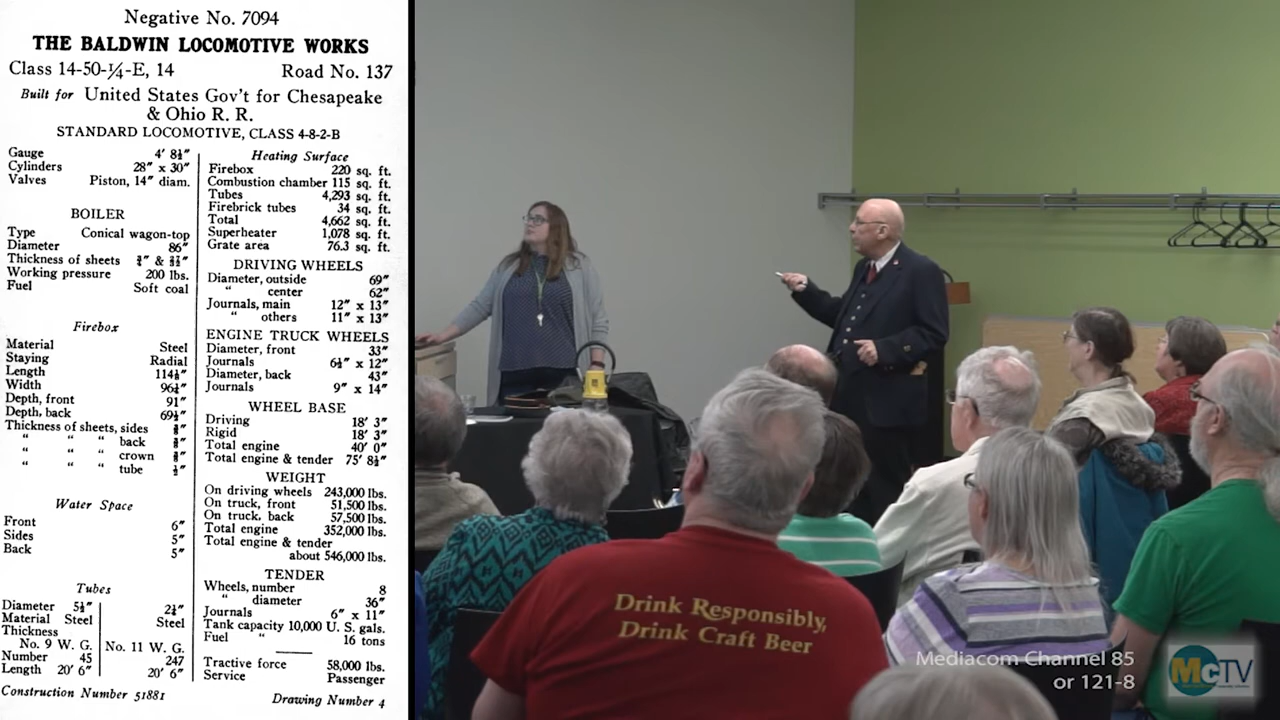 Negative No. 7094
THE BALDWIN LOCOMOTIVE WORKS
Class 14-50-¼-E, 14 Road No. 137
Built for United States Gov't for Chesapeake
& Ohio R. R.
STANDARD LOCOMOTIVE, CLASS 4-8-2-B
Gauge 4' 8½"
Cylinders 28" x 30"
Valves Piston, 14" diam.
BOILER
Type Conical wagon-top
Diameter 86"
Thickness of sheets
Working pressure 200 lbs.
Fuel Soft coal
Firebox
Material Steel
Staying Radial
Length 114⅛"
Width 96¼"
Depth, front 91"
Depth, back 69½"
Thickness of sheets, sides ⅜"
" " " back ⅜"
" " " crown ⅜"
" " " tube ½"
Water Space
Front 6"
Sides 5"
Back 5"
Tubes
Diameter 5½" 2¼"
Material Steel Steel
Thickness
No. 9 W. G. No. 11 W. G.
Number 45 247
Length 20' 6" 20' 6"
Construction Number 51881
Heating Surface
Firebox 220 sq. ft.
Combustion chamber 115 sq. ft.
Tubes 4,293 sq. ft.
Firebrick tubes 34 sq. ft.
Total 4,662 sq. ft.
Superheater 1,078 sq. ft.
Grate area 76.3 sq. ft.
DRIVING WHEELS
Diameter, outside 69"
" center 62"
Journals, main 12" x 13"
" others 11" x 13"
ENGINE TRUCK WHEELS
Diameter, front 33"
Journals 6½" x 12"
Diameter, back 43"
Journals 9" x 14"
WHEEL BASE
Driving 18' 3"
Rigid 18' 3"
Total engine 40' 0"
Total engine & tender 75' 8½"
WEIGHT
On driving wheels 243,000 lbs.
On truck, front 51,500 lbs.
On truck, back 57,500 lbs.
Total engine 352,000 lbs.
Total engine & tender
about 546,000 lbs.
TENDER
Wheels, number 8
" diameter 36"
Journals 6" x 11"
Tank capacity 10,000 U. S. gals.
Fuel " 16 tons
Tractive force 58,000 lbs.
Service Passenger
Drawing Number 4
Drink Responsibly,
Drink Craft Beer
Mediacom Channel 85
or 121-8
McTV